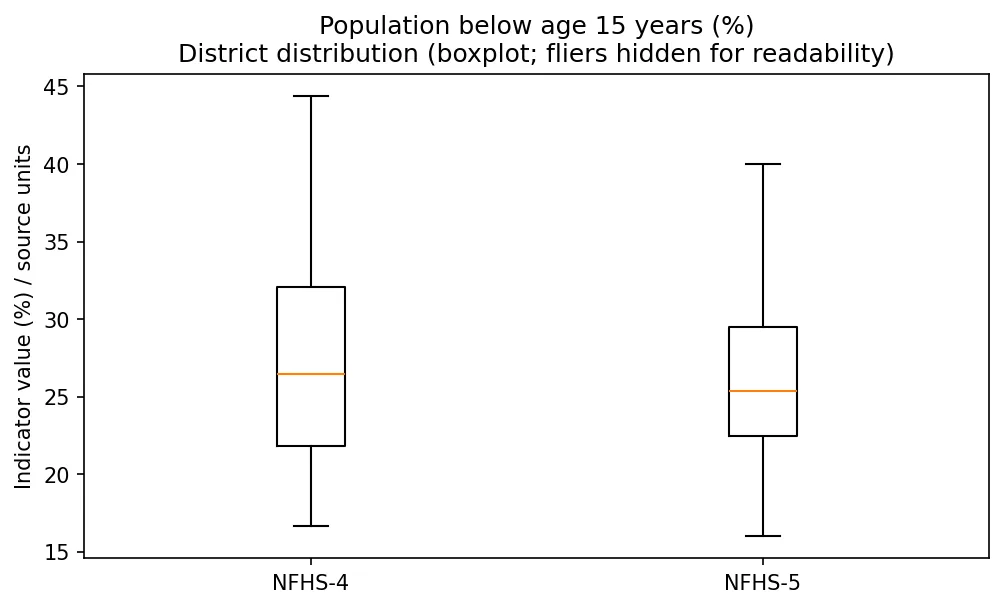 Population below age 15 years (%)
District distribution (boxplot; fliers hidden for readability)
Indicator value (%) / source units
45
40
35
30
25
20
15
NFHS-4
NFHS-5